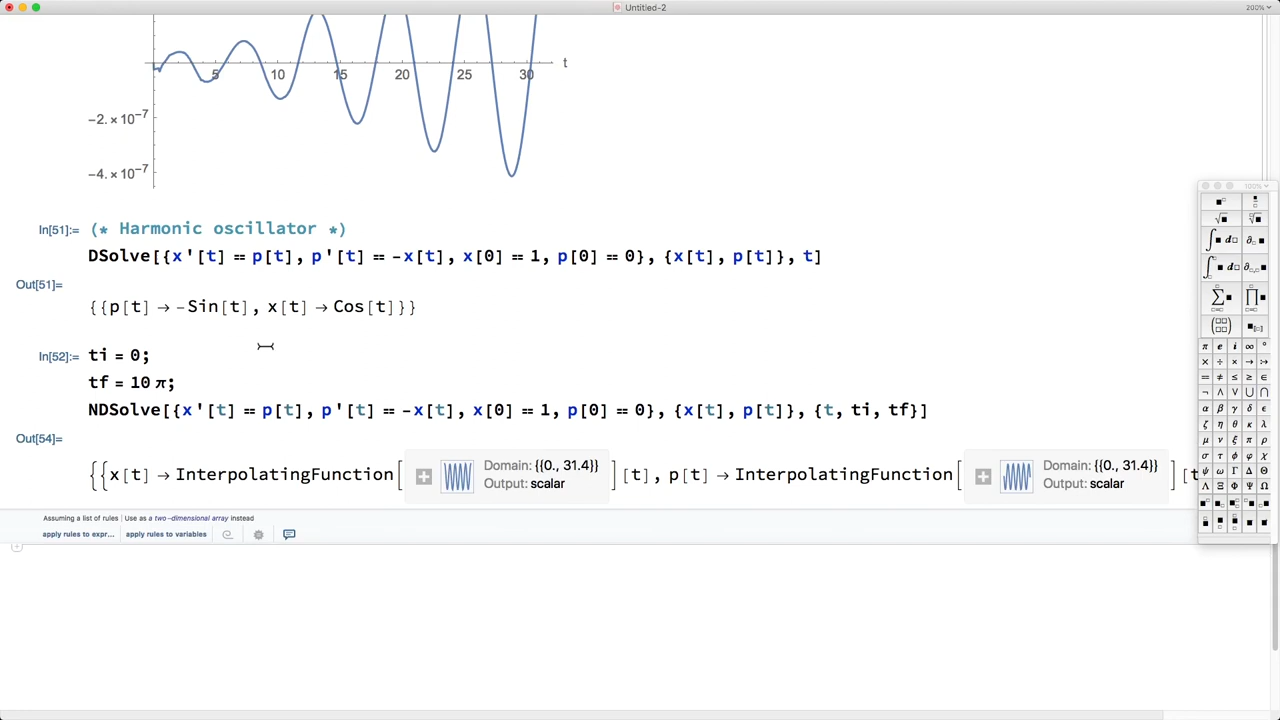 Untitled-2
200%
t
5 10 15 20 25 30
-2. × 10^-7
-4. × 10^-7
In[51]:= (* Harmonic oscillator *)
DSolve[{x'[t] == p[t], p'[t] == -x[t], x[0] == 1, p[0] == 0}, {x[t], p[t]}, t]
Out[51]=
{{p[t] → -Sin[t], x[t] → Cos[t]}}
In[52]:= ti = 0;
tf = 10 π;
NDSolve[{x'[t] == p[t], p'[t] == -x[t], x[0] == 1, p[0] == 0}, {x[t], p[t]}, {t, ti, tf}]
Out[54]=
{{x[t] → InterpolatingFunction[ Domain: {{0., 31.4}} Output: scalar ][t], p[t] → InterpolatingFunction[ Domain: {{0., 31.4}} Output: scalar ][t
Assuming a list of rules | Use as a two-dimensional array instead
apply rules to expr... apply rules to variables
100%
∫ d ∂
∫ d ∂
∑ ∏
π e i ∞ °
× ÷ ± → :→
== ≠ ≤ ≥ ∈
¬ ∧ ∨ ∪ ∩
α β γ δ ϵ
ζ η θ κ λ
μ ν ξ π ρ
σ τ ϕ φ χ
ψ ω Γ Δ Θ
Λ Ξ Φ Ψ Ω